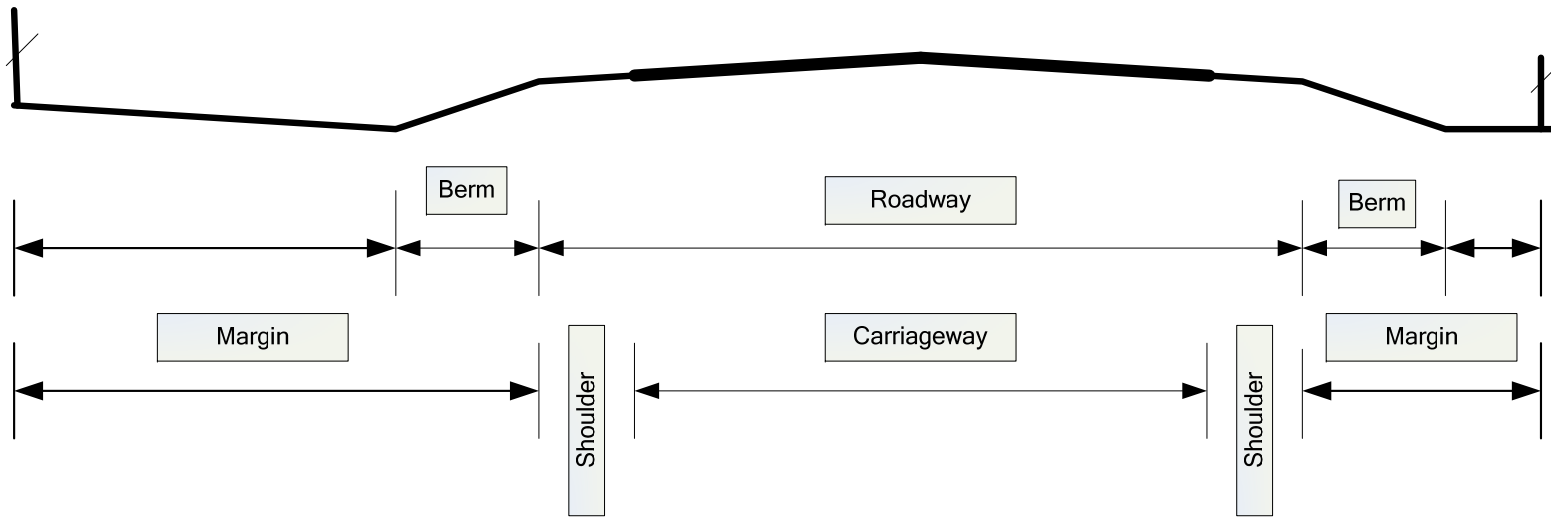 Berm
Roadway
Berm
Margin
Carriageway
Margin
Shoulder
Shoulder